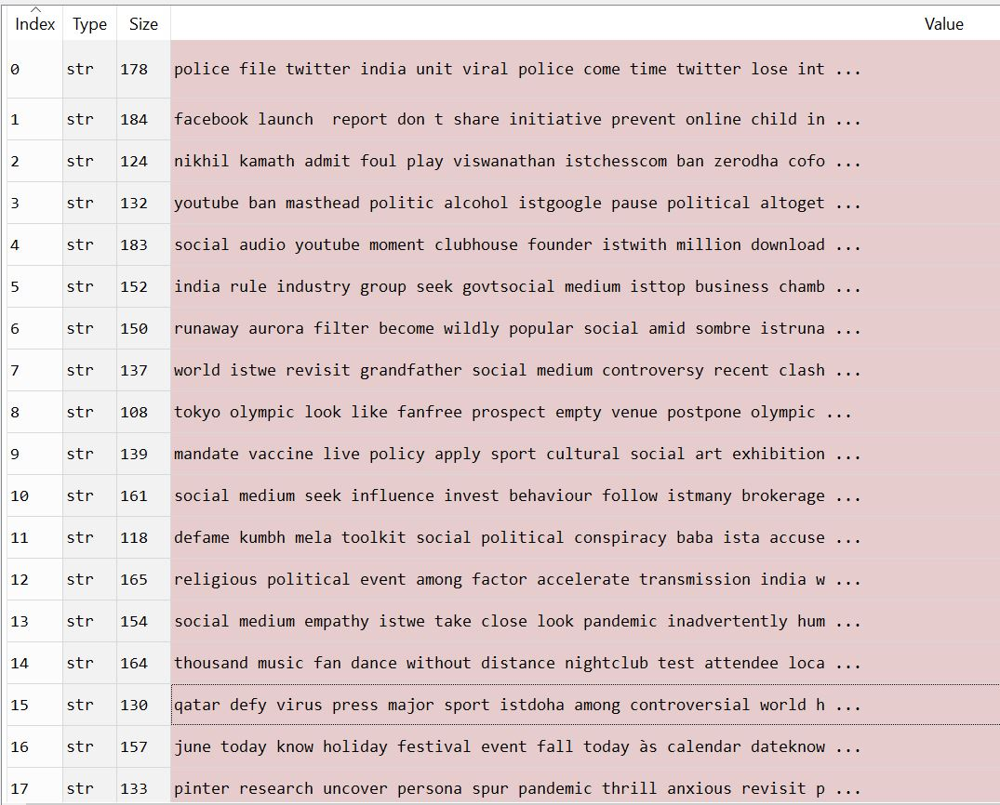 Index Type Size Value
0 str 178 police file twitter india unit viral police come time twitter lose int ...
1 str 184 facebook launch  report don t share initiative prevent online child in ...
2 str 124 nikhil kamath admit foul play viswanathan istchesscom ban zerodha cofo ...
3 str 132 youtube ban masthead politic alcohol istgoogle pause political altoget ...
4 str 183 social audio youtube moment clubhouse founder istwith million download ...
5 str 152 india rule industry group seek govtsocial medium isttop business chamb ...
6 str 150 runaway aurora filter become wildly popular social amid sombre istruna ...
7 str 137 world istwe revisit grandfather social medium controversy recent clash ...
8 str 108 tokyo olympic look like fanfree prospect empty venue postpone olympic ...
9 str 139 mandate vaccine live policy apply sport cultural social art exhibition ...
10 str 161 social medium seek influence invest behaviour follow istmany brokerage ...
11 str 118 defame kumbh mela toolkit social political conspiracy baba ista accuse ...
12 str 165 religious political event among factor accelerate transmission india w ...
13 str 154 social medium empathy istwe take close look pandemic inadvertently hum ...
14 str 164 thousand music fan dance without distance nightclub test attendee loca ...
15 str 130 qatar defy virus press major sport istdoha among controversial world h ...
16 str 157 june today know holiday festival event fall today às calendar dateknow ...
17 str 133 pinter research uncover persona spur pandemic thrill anxious revisit p ...